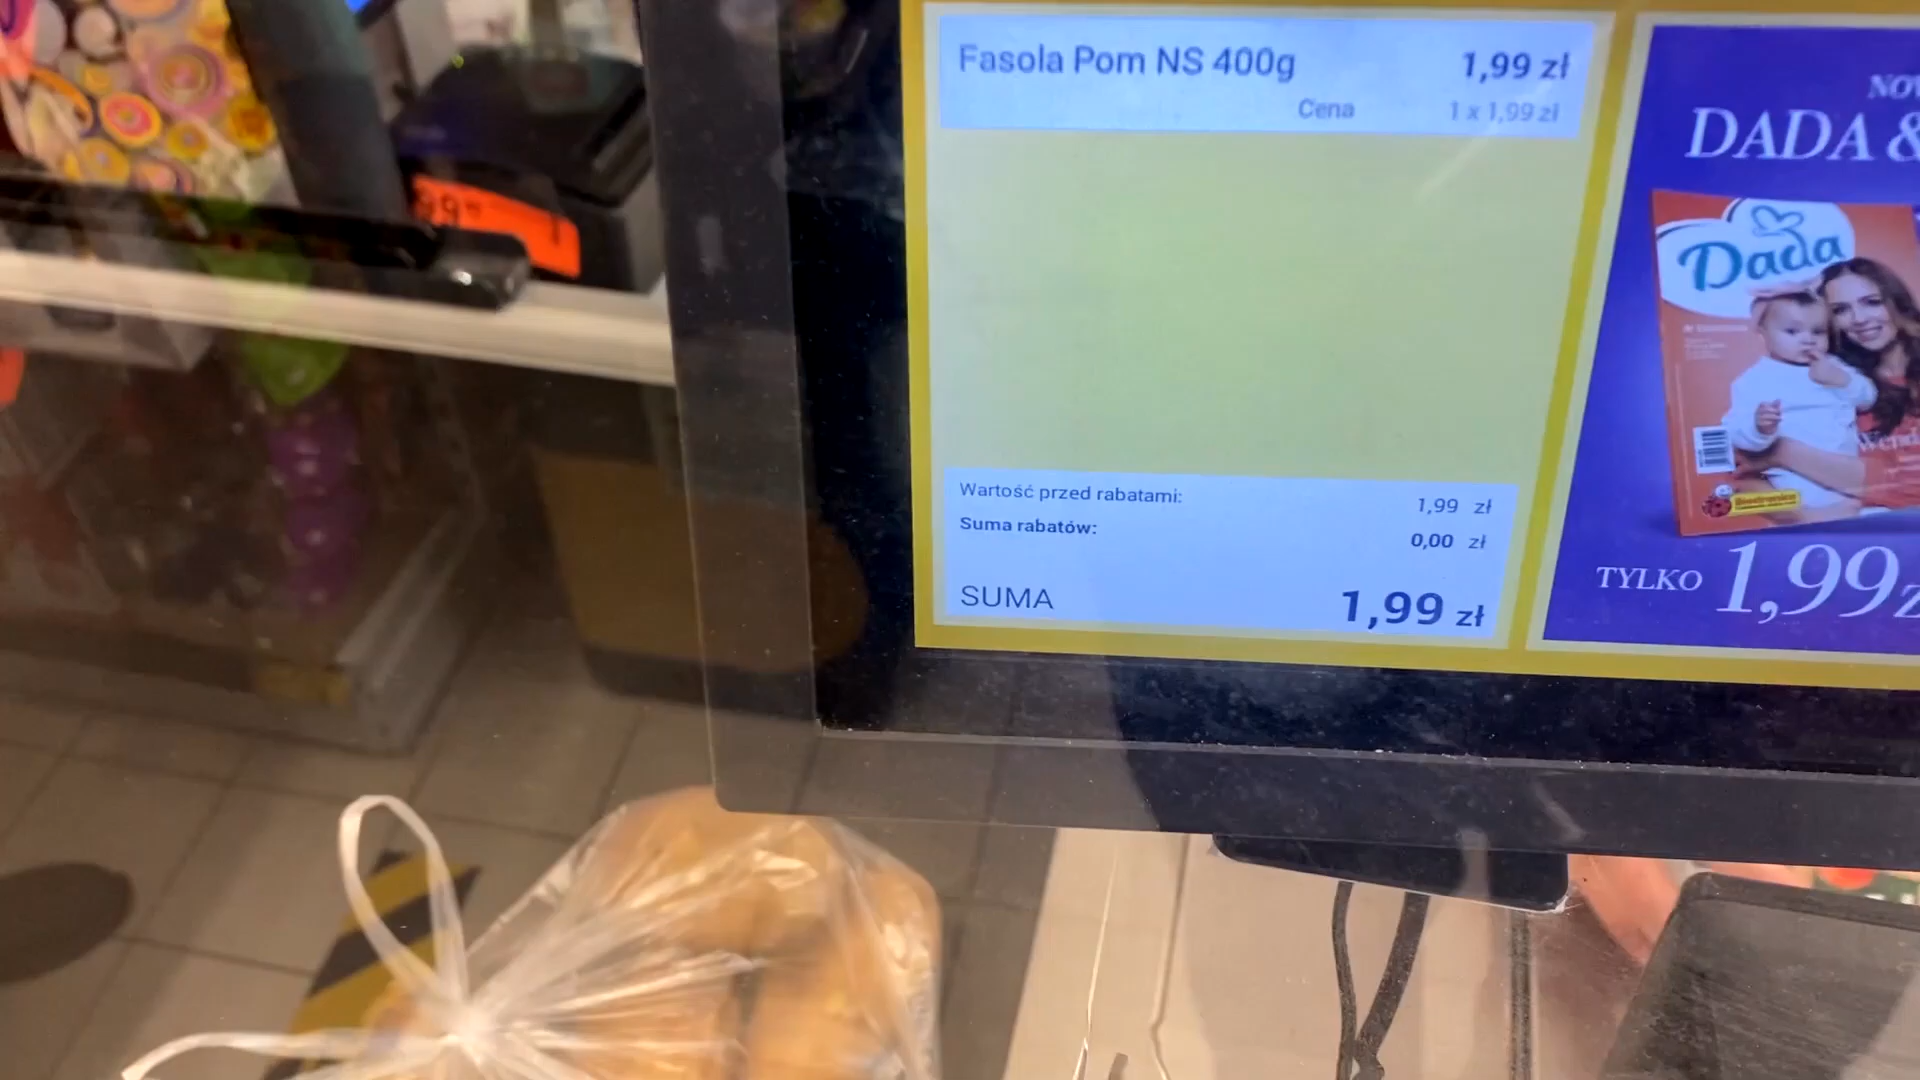 Fasola Pom NS 400g 1,99 zł
Cena 1 x 1,99 zł
Wartość przed rabatami: 1,99 zł
Suma rabatów: 0,00 zł
SUMA 1,99 zł
DADA &
Dada
TYLKO 1,99
99